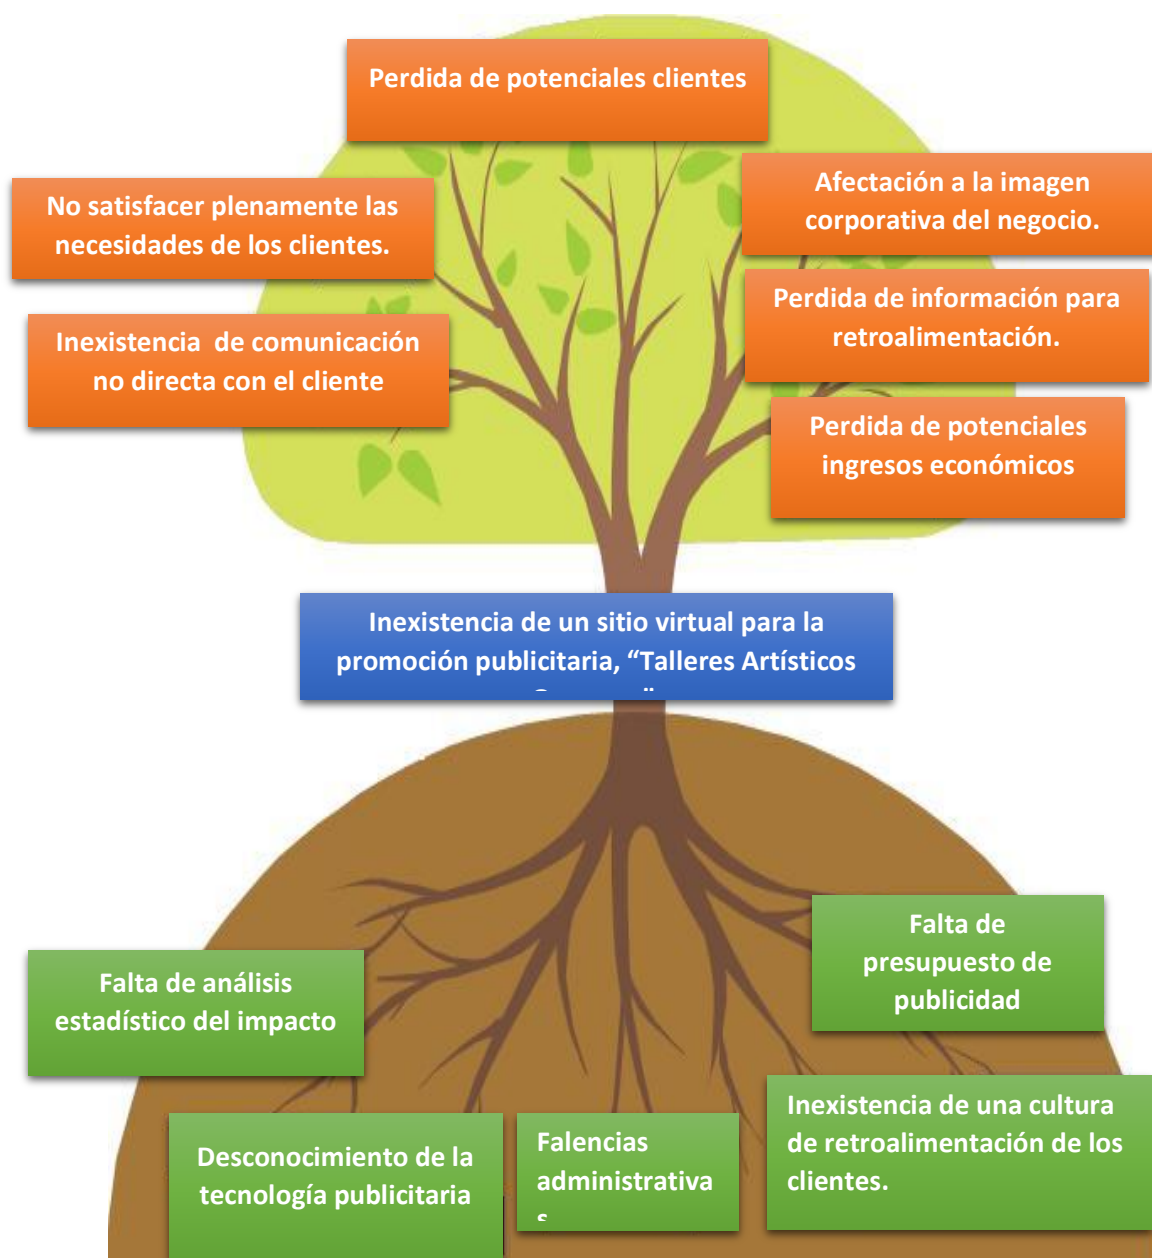 Perdida de potenciales clientes
No satisfacer plenamente las
necesidades de los clientes.
Afectación a la imagen
corporativa del negocio.
Inexistencia  de comunicación
no directa con el cliente
Perdida de información para
retroalimentación.
Perdida de potenciales
ingresos económicos
Inexistencia de un sitio virtual para la
promoción publicitaria, “Talleres Artísticos
Falta de
presupuesto de
publicidad
Falta de análisis
estadístico del impacto
Desconocimiento de la
tecnología publicitaria
Falencias
administrativa
s
Inexistencia de una cultura
de retroalimentación de los
clientes.